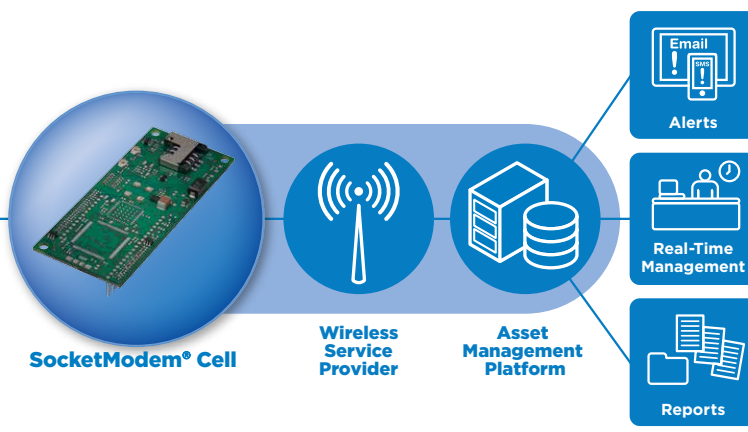 Email
SMS
Alerts
Real-Time
Management
SocketModem® Cell
Wireless
Service
Provider
Asset
Management
Platform
Reports